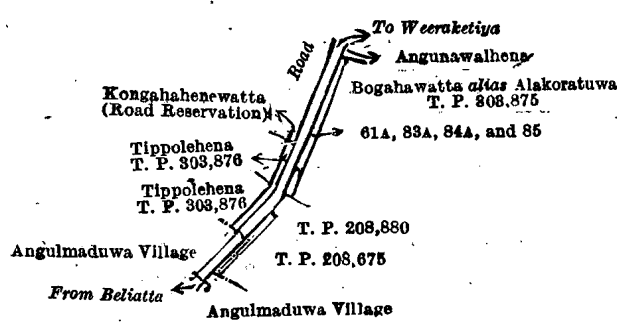 To Weeraketiya
Road
Angunawalhena
Bogahawatta alias Alakoratuwa
T. P. 303,875
Kongahahenewatta
(Road Reservation)
61A, 83A, 84A, and 85
Tippolehena
T. P. 303,876
Tippolehena
T. P. 303,876
T. P. 208,880
Angulmaduwa Village
T. P. 208,675
From Beliatta
Angulmaduwa Village